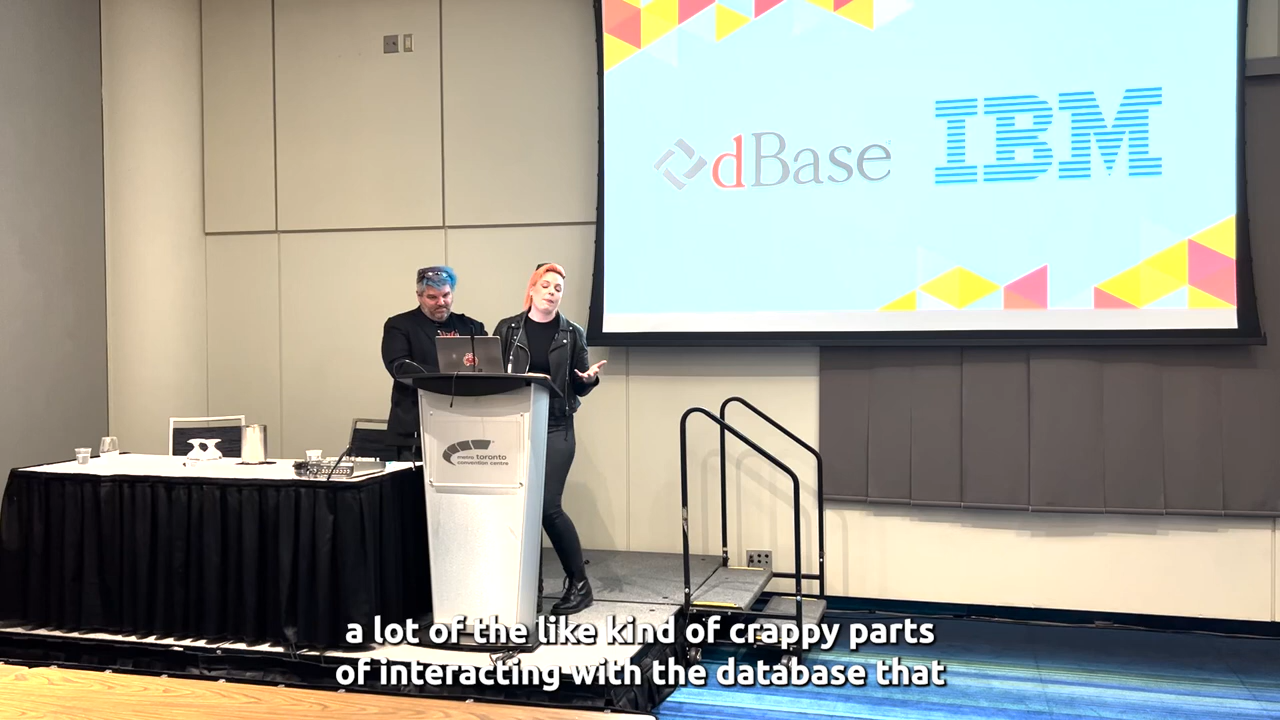 dBase
IBM
metro toronto
convention centre
a lot of the like kind of crappy parts
of interacting with the database that